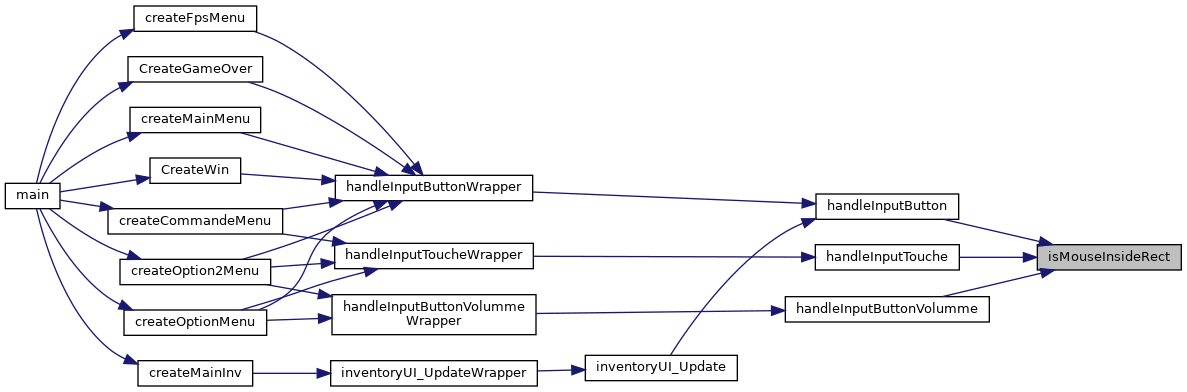 createFpsMenu
CreateGameOver
createMainMenu
CreateWin
main
handleInputButtonWrapper
createCommandeMenu
handleInputButton
handleInputToucheWrapper
handleInputTouche
isMouseInsideRect
createOption2Menu
handleInputButtonVolumme
Wrapper
handleInputButtonVolumme
createOptionMenu
createMainInv
inventoryUI_UpdateWrapper
inventoryUI_Update